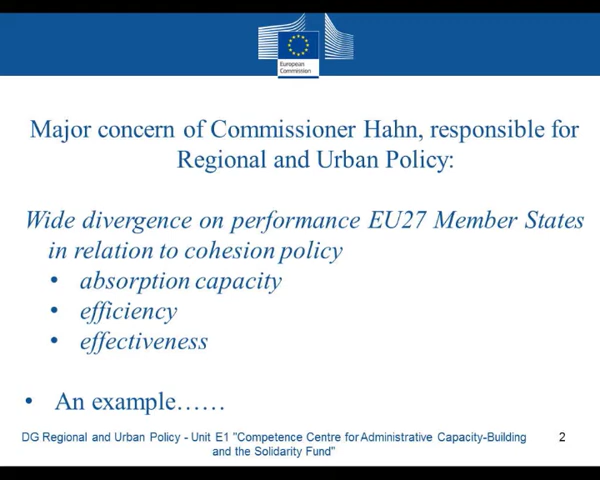 European
Commission
Major concern of Commissioner Hahn, responsible for
Regional and Urban Policy:
Wide divergence on performance EU27 Member States
in relation to cohesion policy
• absorption capacity
• efficiency
• effectiveness
• An example……
DG Regional and Urban Policy - Unit E1 "Competence Centre for Administrative Capacity-Building
and the Solidarity Fund"
2